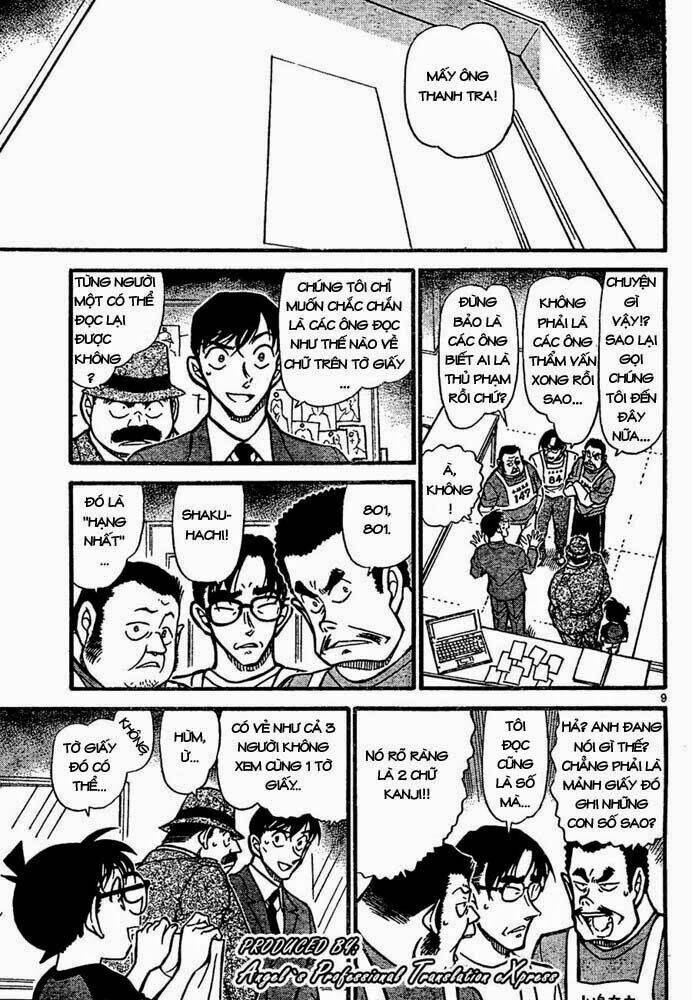 MẤY ÔNG
THANH TRA!
CHUYỆN
GÌ
VẬY!?
SAO LẠI
GỌI
CHÚNG
TÔI ĐẾN
ĐÂY
NỮA...
KHÔNG
PHẢI LÀ
CÁC ÔNG
THẨM VẤN
XONG RỒI
SAO...
ĐỪNG
BẢO LÀ
CÁC ÔNG
BIẾT AI LÀ
THỦ PHẠM
RỒI CHỨ?
À,
KHÔNG
!
147
84
CHÚNG TÔI CHỈ
MUỐN CHẮC CHẮN
LÀ CÁC ÔNG ĐỌC
NHƯ THẾ NÀO VỀ
CHỮ TRÊN TỜ GIẤY
...
TỪNG NGƯỜI
MỘT CÓ THỂ
ĐỌC LẠI
ĐƯỢC
KHÔNG
?
801,
801.
SHAKU-
HACHI!
ĐÓ LÀ
"HẠNG
NHẤT"
...
9
HẢ? ANH ĐANG
NÓI GÌ THẾ?
CHẲNG PHẢI LÀ
MẢNH GIẤY ĐÓ
GHI NHỮNG
CON SỐ SAO?
TÔI
ĐỌC
CŨNG
LÀ SỐ
MÀ...
NÓ RÕ RÀNG
LÀ 2 CHỮ
KANJI!!
CÓ VẺ NHƯ CẢ 3
NGƯỜI KHÔNG
XEM CÙNG 1 TỜ
GIẤY..
HỪM,
Ừ...
KHÔNG,
TỜ GIẤY
ĐÓ CÓ
THỂ...
PRODUCED BY:
Angel's Professional Translation eXpress